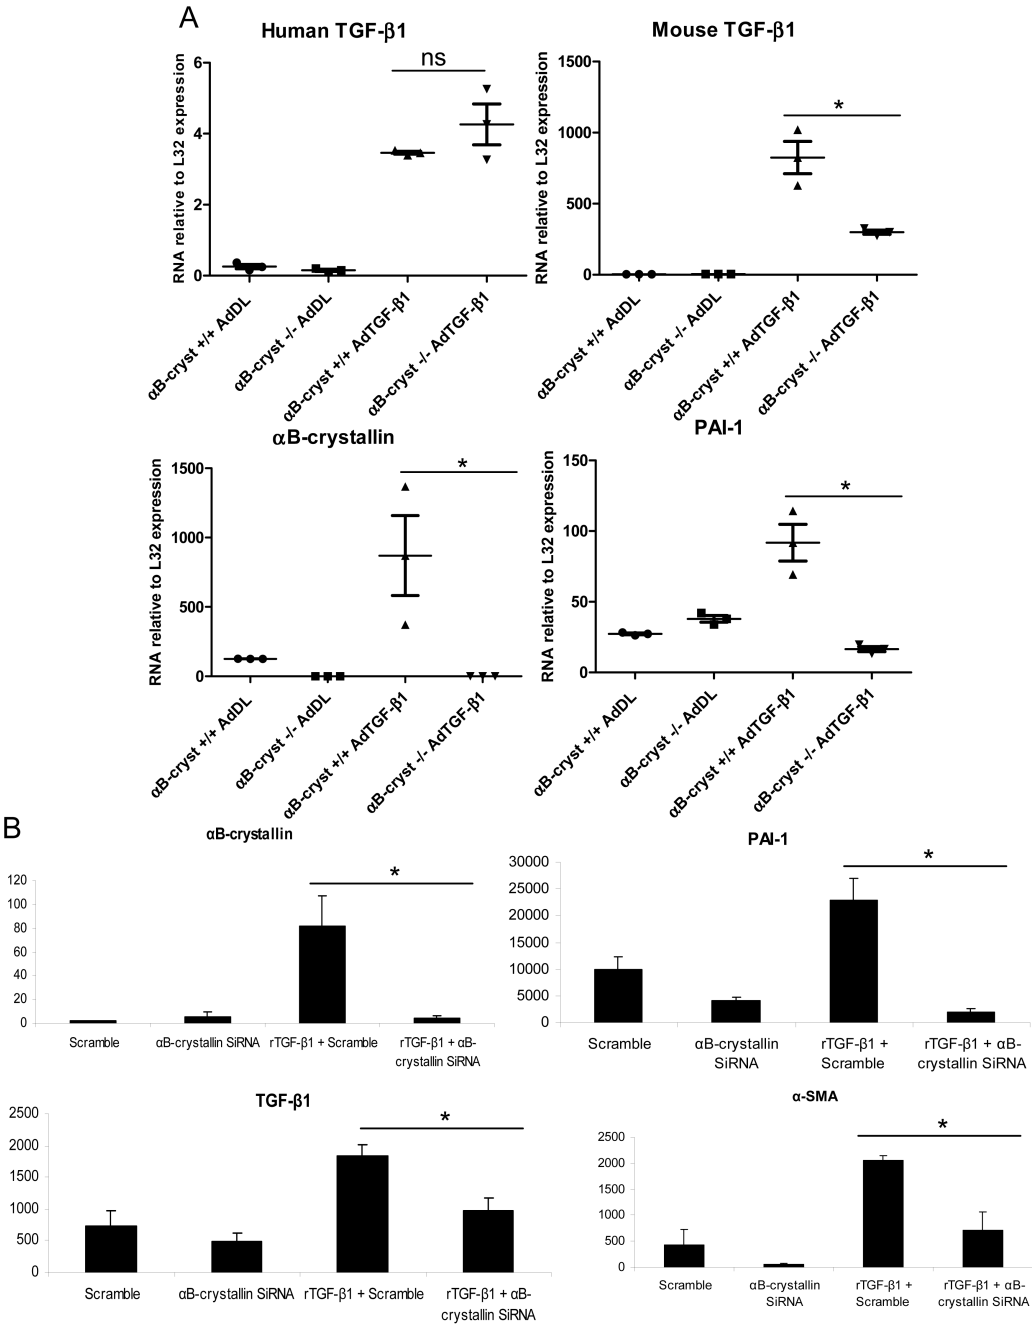 A
Human TGF-β1
RNA relative to L32 expression
6
4
2
0
ns
αB-cryst +/+ AdDL
αB-cryst -/- AdDL
αB-cryst +/+ AdTGF-β1
αB-cryst -/- AdTGF-β1
Mouse TGF-β1
RNA relative to L32 expression
1500
1000
500
0
*
αB-cryst +/+ AdDL
αB-cryst -/- AdDL
αB-cryst +/+ AdTGF-β1
αB-cryst -/- AdTGF-β1
αB-crystallin
RNA relative to L32 expression
1500
1000
500
0
*
αB-cryst +/+ AdDL
αB-cryst -/- AdDL
αB-cryst +/+ AdTGF-β1
αB-cryst -/- AdTGF-β1
PAI-1
RNA relative to L32 expression
150
100
50
0
*
αB-cryst +/+ AdDL
αB-cryst -/- AdDL
αB-cryst +/+ AdTGF-β1
αB-cryst -/- AdTGF-β1
B
αB-crystallin
120
100
80
60
40
20
0
*
Scramble
αB-crystallin SiRNA
rTGF-β1 + Scramble
rTGF-β1 + αB-
crystallin SiRNA
PAI-1
30000
25000
20000
15000
10000
5000
0
*
Scramble
αB-crystallin
SiRNA
rTGF-β1 +
Scramble
rTGF-β1 + αB-
crystallin SiRNA
TGF-β1
2500
2000
1500
1000
500
0
*
Scramble
αB-crystallin SiRNA
rTGF-β1 + Scramble
rTGF-β1 + αB-
crystallin SiRNA
α-SMA
2500
2000
1500
1000
500
0
*
Scramble
αB-crystallin
SiRNA
rTGF-β1 +
Scramble
rTGF-β1 + αB-
crystallin SiRNA